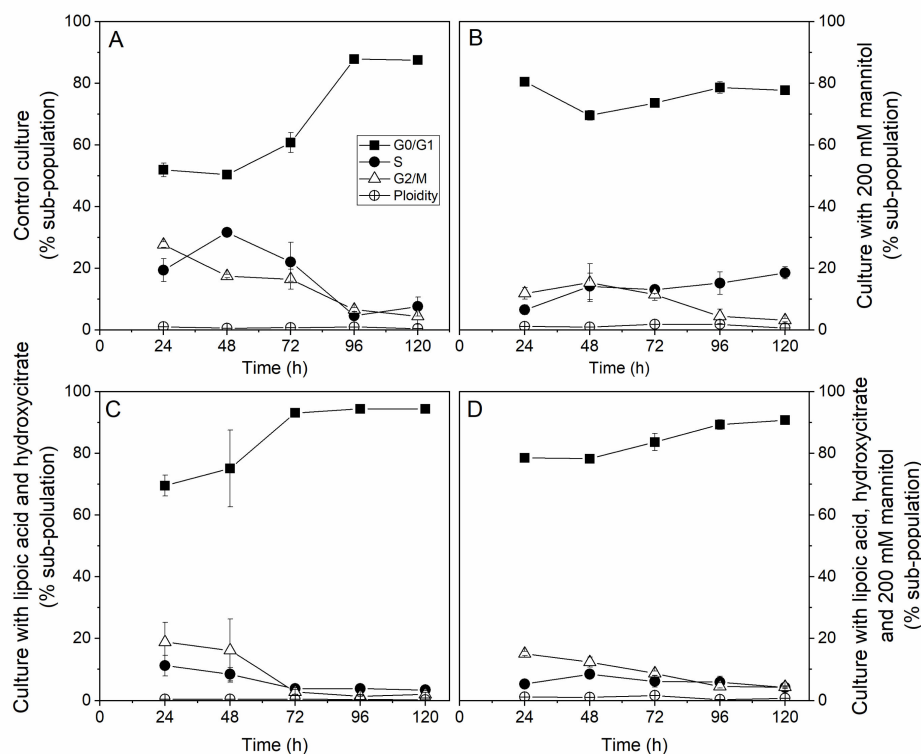 Control culture
(% sub-population)
100
80
60
40
20
0
A
G0/G1
S
G2/M
Ploidity
0 24 48 72 96 120
Time (h)
B
100
80
60
40
20
0
0 24 48 72 96 120
Time (h)
Culture with 200 mM mannitol
(% sub-population)
Culture with lipoic acid and hydroxycitrate
(% sub-polulation)
100
80
60
40
20
0
C
0 24 48 72 96 120
Time (h)
D
100
80
60
40
20
0
0 24 48 72 96 120
Time (h)
Culture with lipoic acid, hydroxycitrate
and 200 mM mannitol
(% sub-population)